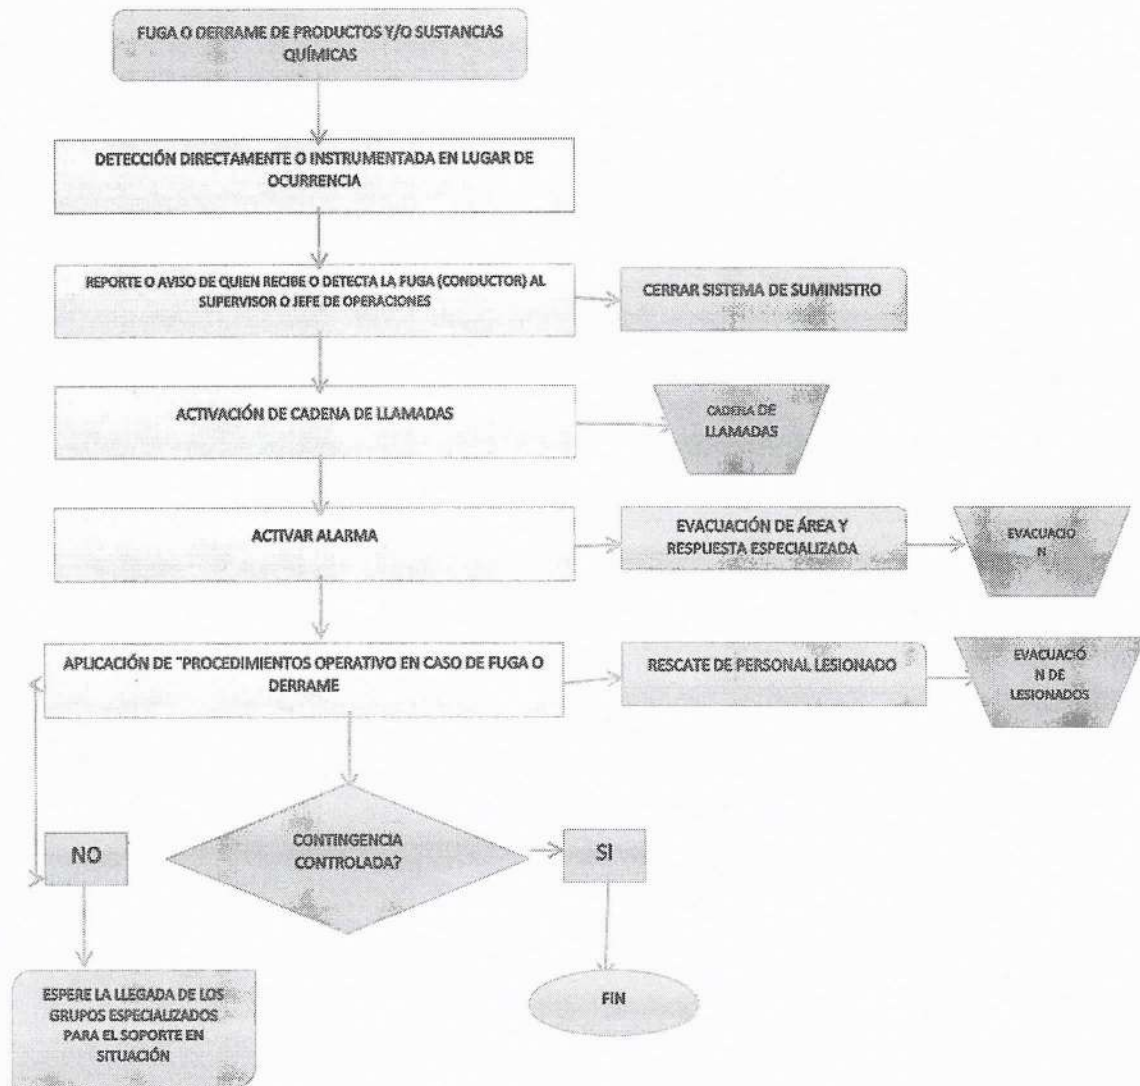 FUGA O DERRAME DE PRODUCTOS Y/O SUSTANCIAS
QUÍMICAS
DETECCIÓN DIRECTAMENTE O INSTRUMENTADA EN LUGAR DE
OCURRENCIA
REPORTE O AVISO DE QUIEN RECIBE O DETECTA LA FUGA (CONDUCTOR) AL
SUPERVISOR O JEFE DE OPERACIONES
CERRAR SISTEMA DE SUMINISTRO
ACTIVACIÓN DE CADENA DE LLAMADAS
CADENA DE
LLAMADAS
ACTIVAR ALARMA
EVACUACIÓN DE ÁREA Y
RESPUESTA ESPECIALIZADA
EVACUACIO
N
APLICACIÓN DE "PROCEDIMIENTOS OPERATIVO EN CASO DE FUGA O
DERRAME
RESCATE DE PERSONAL LESIONADO
EVACUACIÓ
N DE
LESIONADOS
CONTINGENCIA
CONTROLADA?
NO
SI
ESPERE LA LLEGADA DE LOS
GRUPOS ESPECIALIZADOS
PARA EL SOPORTE EN
SITUACIÓN
FIN